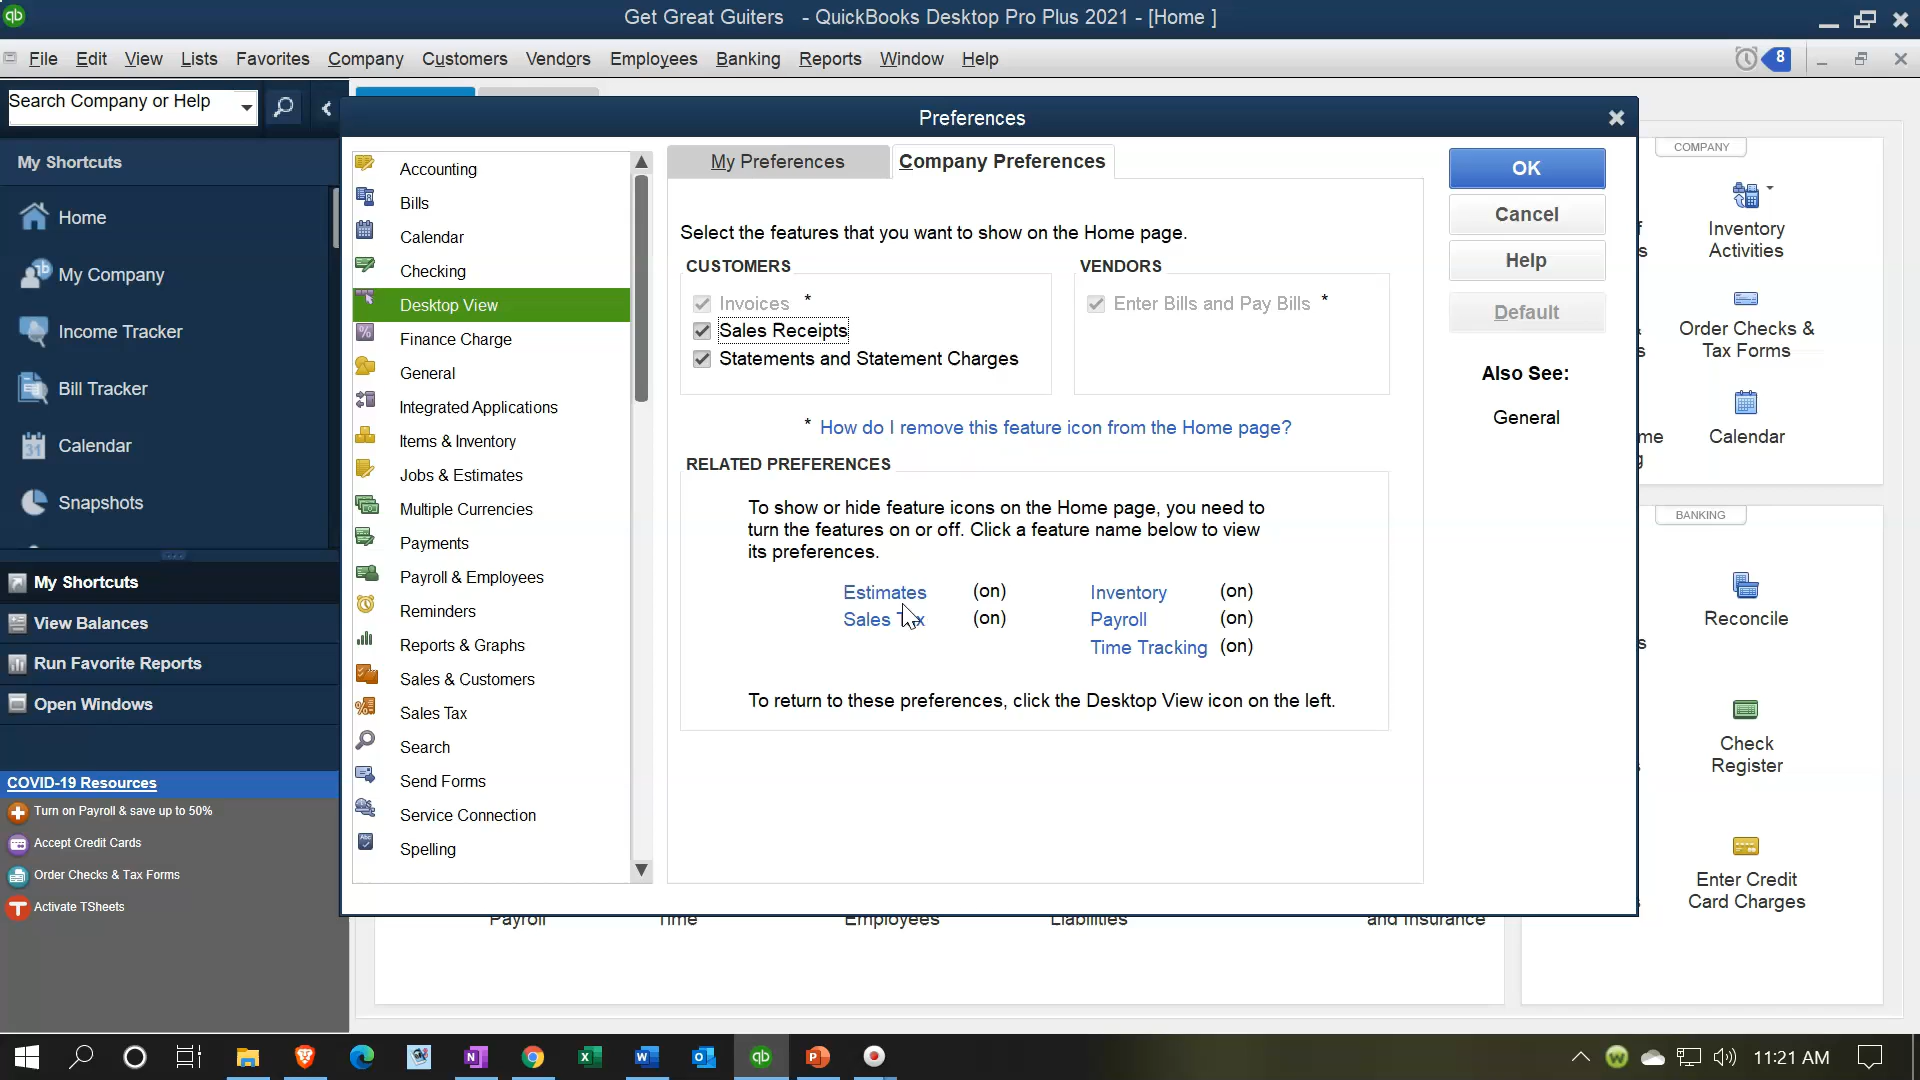 Get Great Guiters - QuickBooks Desktop Pro Plus 2021 - [Home ]
File Edit View Lists Favorites Company Customers Vendors Employees Banking Reports Window Help
8
Search Company or Help
My Shortcuts
Home
My Company
Income Tracker
Bill Tracker
Calendar
Snapshots
My Shortcuts
View Balances
Run Favorite Reports
Open Windows
COVID-19 Resources
Turn on Payroll & save up to 50%
Accept Credit Cards
Order Checks & Tax Forms
Activate TSheets
Preferences
Accounting
Bills
Calendar
Checking
Desktop View
Finance Charge
General
Integrated Applications
Items & Inventory
Jobs & Estimates
Multiple Currencies
Payments
Payroll & Employees
Reminders
Reports & Graphs
Sales & Customers
Sales Tax
Search
Send Forms
Service Connection
Spelling
My Preferences
Company Preferences
Select the features that you want to show on the Home page.
CUSTOMERS
Invoices *
Sales Receipts
Statements and Statement Charges
VENDORS
Enter Bills and Pay Bills *
* How do I remove this feature icon from the Home page?
RELATED PREFERENCES
To show or hide feature icons on the Home page, you need to
turn the features on or off. Click a feature name below to view
its preferences.
Estimates (on) Inventory (on)
Sales Tax (on) Payroll (on)
Time Tracking (on)
To return to these preferences, click the Desktop View icon on the left.
OK
Cancel
Help
Default
Also See:
General
COMPANY
Inventory
Activities
Order Checks &
Tax Forms
Calendar
BANKING
Reconcile
Check
Register
Enter Credit
Card Charges
Payroll Time Employees Liabilities and Insurance
11:21 AM